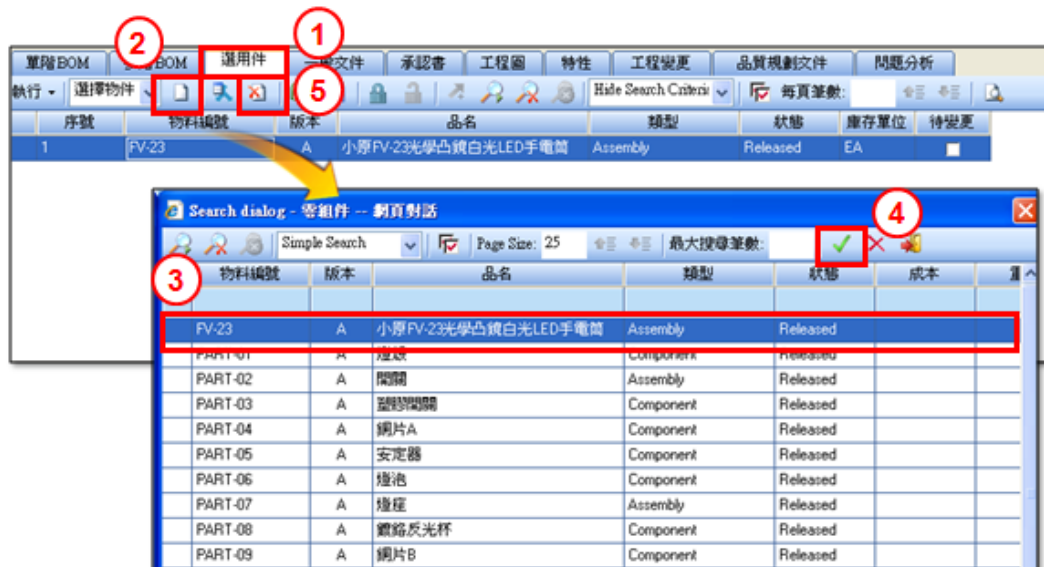 1
2
單階BOM BOM 選用件 文件 承認書 工程圖 特性 工程變更 品質規劃文件 問題分析
執行 選擇物件 5 Hide Search Criteria 每頁筆數:
序號 物料編號 版本 品名 類型 狀態 庫存單位 待變更
1 FV-23 A 小原FV-23光學凸鏡白光LED手電筒 Assembly Released EA
Search dialog - 零組件 -- 網頁對話
4
Simple Search Page Size: 25 最大搜尋筆數:
3
物料編號 版本 品名 類型 狀態 成本
FV-23 A 小原FV-23光學凸鏡白光LED手電筒 Assembly Released
PART-01 A 燈頭 Component Released
PART-02 A 開關 Assembly Released
PART-03 A 塑膠開關 Component Released
PART-04 A 銅片A Component Released
PART-05 A 安定器 Component Released
PART-06 A 燈泡 Component Released
PART-07 A 燈座 Assembly Released
PART-08 A 鍍鉻反光杯 Component Released
PART-09 A 銅片B Component Released